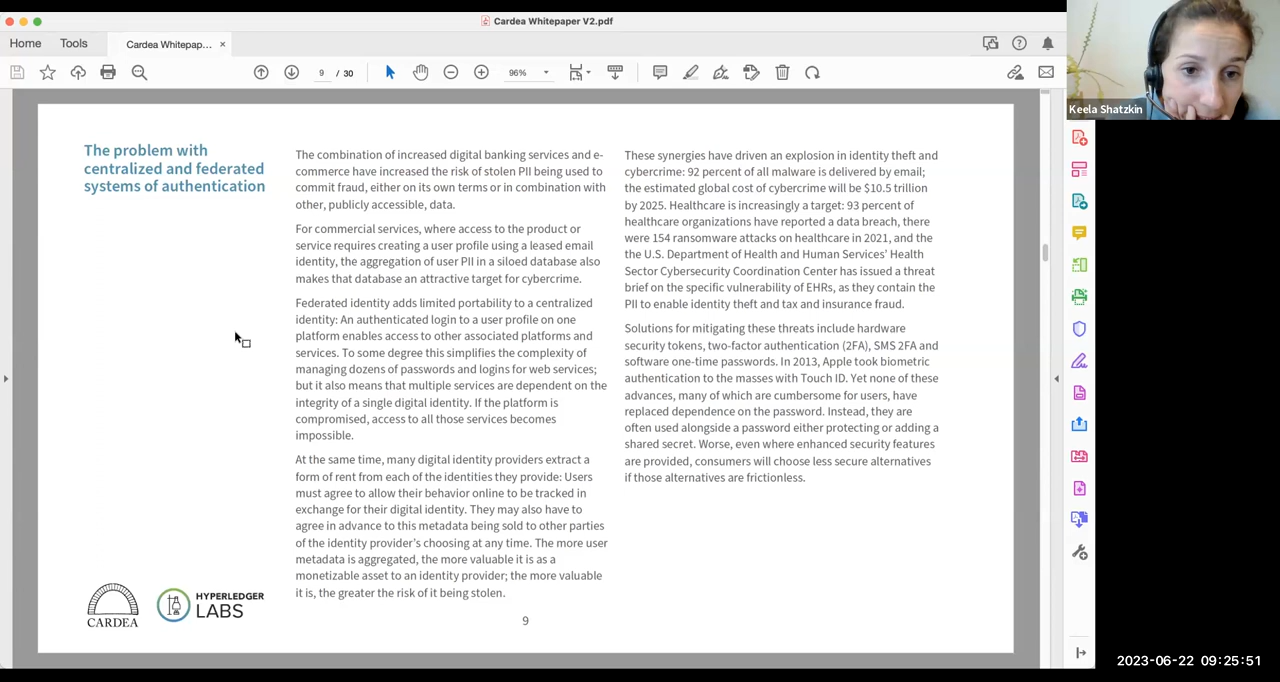 Cardea Whitepaper V2.pdf
Home
Tools
Cardea Whitepap...
9 / 30
96%
Keela Shatzkin
The problem with
centralized and federated
systems of authentication
The combination of increased digital banking services and e-
commerce have increased the risk of stolen PII being used to
commit fraud, either on its own terms or in combination with
other, publicly accessible, data.
For commercial services, where access to the product or
service requires creating a user profile using a leased email
identity, the aggregation of user PII in a siloed database also
makes that database an attractive target for cybercrime.
Federated identity adds limited portability to a centralized
identity: An authenticated login to a user profile on one
platform enables access to other associated platforms and
services. To some degree this simplifies the complexity of
managing dozens of passwords and logins for web services;
but it also means that multiple services are dependent on the
integrity of a single digital identity. If the platform is
compromised, access to all those services becomes
impossible.
At the same time, many digital identity providers extract a
form of rent from each of the identities they provide: Users
must agree to allow their behavior online to be tracked in
exchange for their digital identity. They may also have to
agree in advance to this metadata being sold to other parties
of the identity provider's choosing at any time. The more user
metadata is aggregated, the more valuable it is as a
monetizable asset to an identity provider; the more valuable
it is, the greater the risk of it being stolen.
These synergies have driven an explosion in identity theft and
cybercrime: 92 percent of all malware is delivered by email;
the estimated global cost of cybercrime will be $10.5 trillion
by 2025. Healthcare is increasingly a target: 93 percent of
healthcare organizations have reported a data breach, there
were 154 ransomware attacks on healthcare in 2021, and the
the U.S. Department of Health and Human Services' Health
Sector Cybersecurity Coordination Center has issued a threat
brief on the specific vulnerability of EHRs, as they contain the
PII to enable identity theft and tax and insurance fraud.
Solutions for mitigating these threats include hardware
security tokens, two-factor authentication (2FA), SMS 2FA and
software one-time passwords. In 2013, Apple took biometric
authentication to the masses with Touch ID. Yet none of these
advances, many of which are cumbersome for users, have
replaced dependence on the password. Instead, they are
often used alongside a password either protecting or adding a
shared secret. Worse, even where enhanced security features
are provided, consumers will choose less secure alternatives
if those alternatives are frictionless.
CARDEA
HYPERLEDGER
LABS
9
2023-06-22 09:25:51